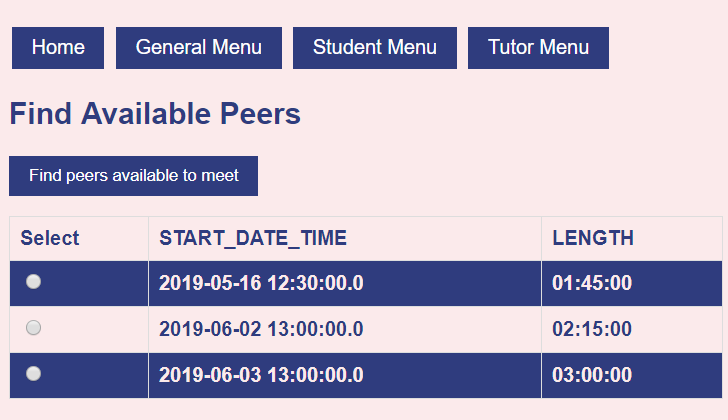 Home General Menu Student Menu Tutor Menu
Find Available Peers
Find peers available to meet
Select START_DATE_TIME LENGTH
2019-05-16 12:30:00.0 01:45:00
2019-06-02 13:00:00.0 02:15:00
2019-06-03 13:00:00.0 03:00:00